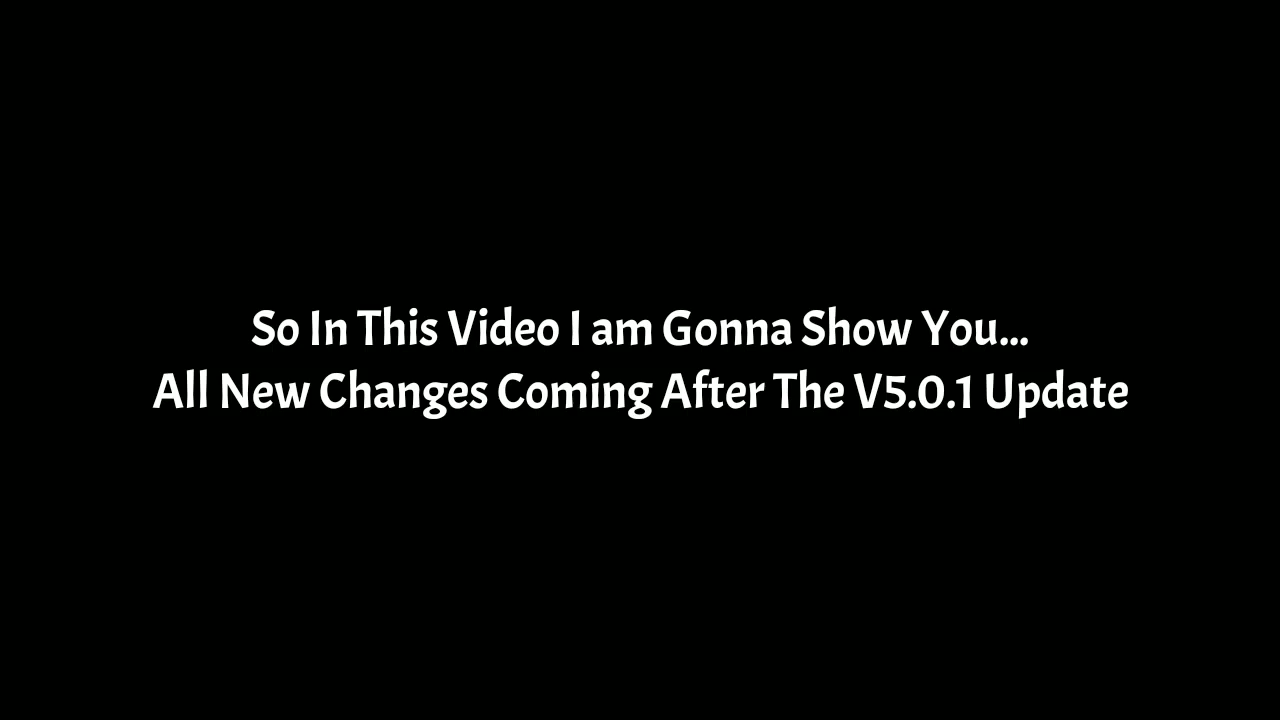 So In This Video I am Gonna Show You...
All New Changes Coming After The V5.0.1 Update